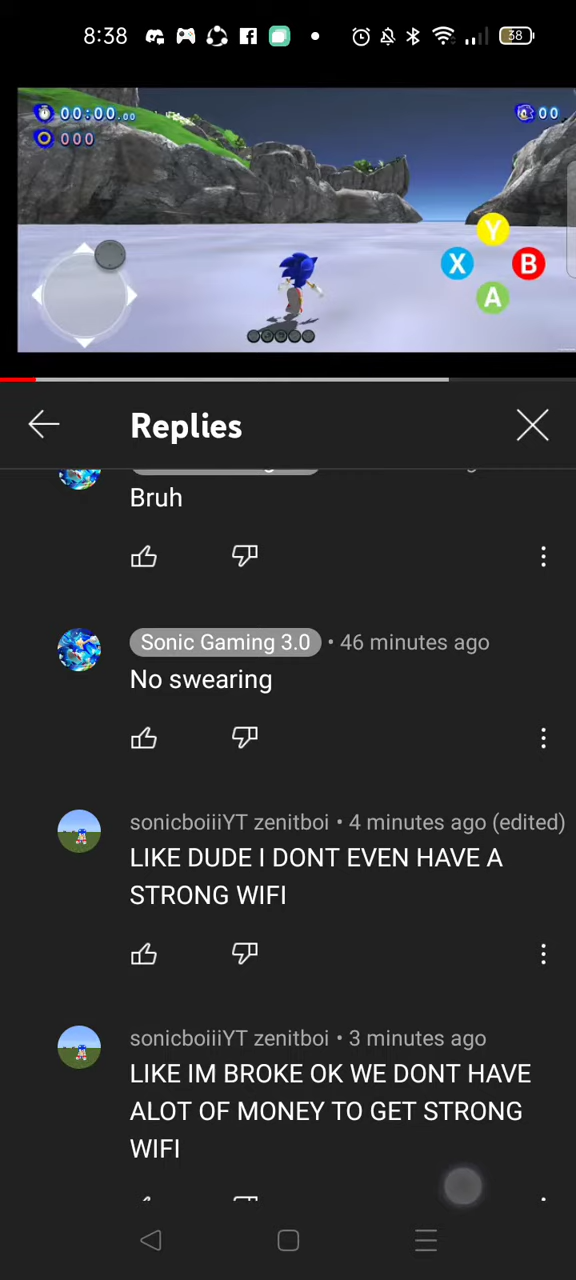 8:38
38
00:00.00
00
000
Y
X
B
A
Replies
Bruh
Sonic Gaming 3.0 • 46 minutes ago
No swearing
sonicboiiiYT zenitboi • 4 minutes ago (edited)
LIKE DUDE I DONT EVEN HAVE A
STRONG WIFI
sonicboiiiYT zenitboi • 3 minutes ago
LIKE IM BROKE OK WE DONT HAVE
ALOT OF MONEY TO GET STRONG
WIFI